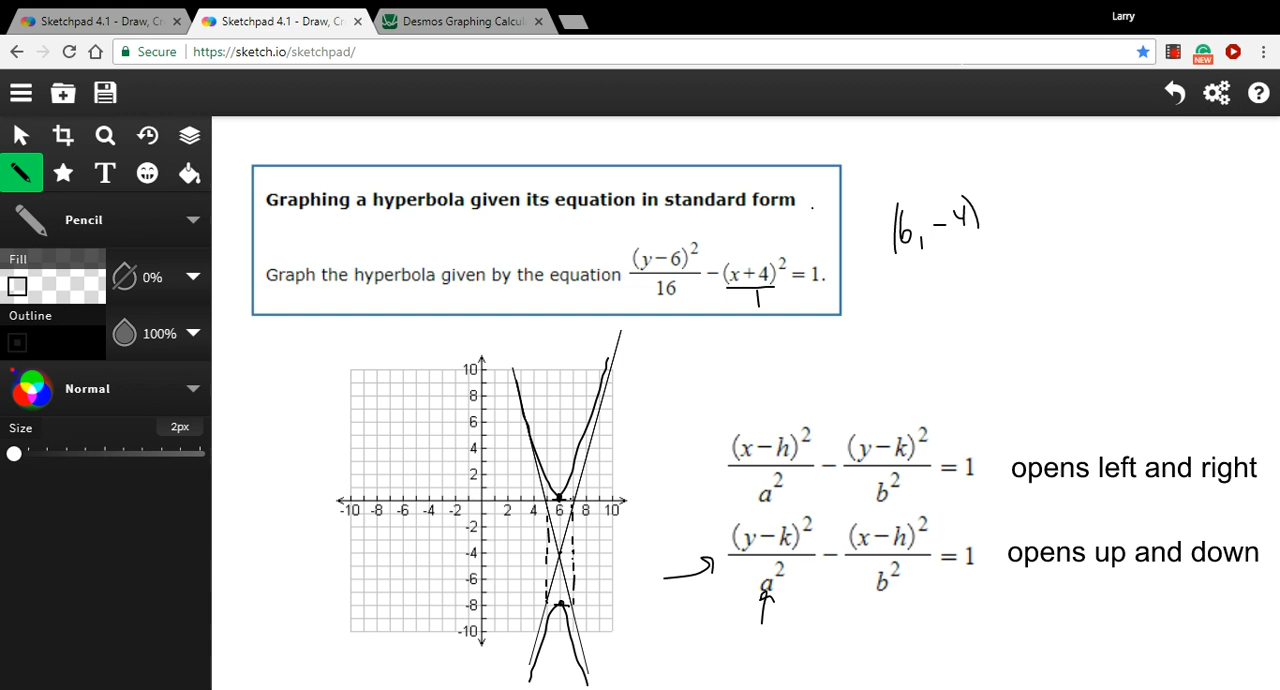 Larry
Sketchpad 4.1 - Draw, Cr
Sketchpad 4.1 - Draw, Cr
Desmos Graphing Calcul
Secure
https://sketch.io/sketchpad/
NEW
Pencil
Fill
0%
Outline
100%
Normal
Size
2px
Graphing a hyperbola given its equation in standard form .
Graph the hyperbola given by the equation (y−6)²/16 − (x+4)²/1 = 1.
(6, −4)
10
8
6
4
2
-10 -8 -6 -4 -2 2 4 6 8 10
-2
-4
-6
-8
-10
(x−h)²/a² − (y−k)²/b² = 1 opens left and right
(y−k)²/a² − (x−h)²/b² = 1 opens up and down